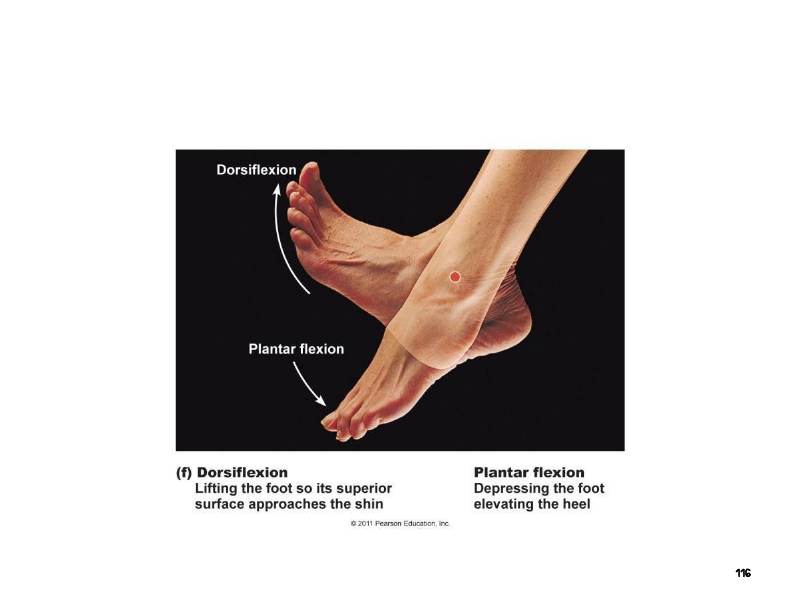 Dorsiflexion
Plantar flexion
(f) Dorsiflexion
Lifting the foot so its superior
surface approaches the shin
Plantar flexion
Depressing the foot
elevating the heel
© 2011 Pearson Education, Inc.
116